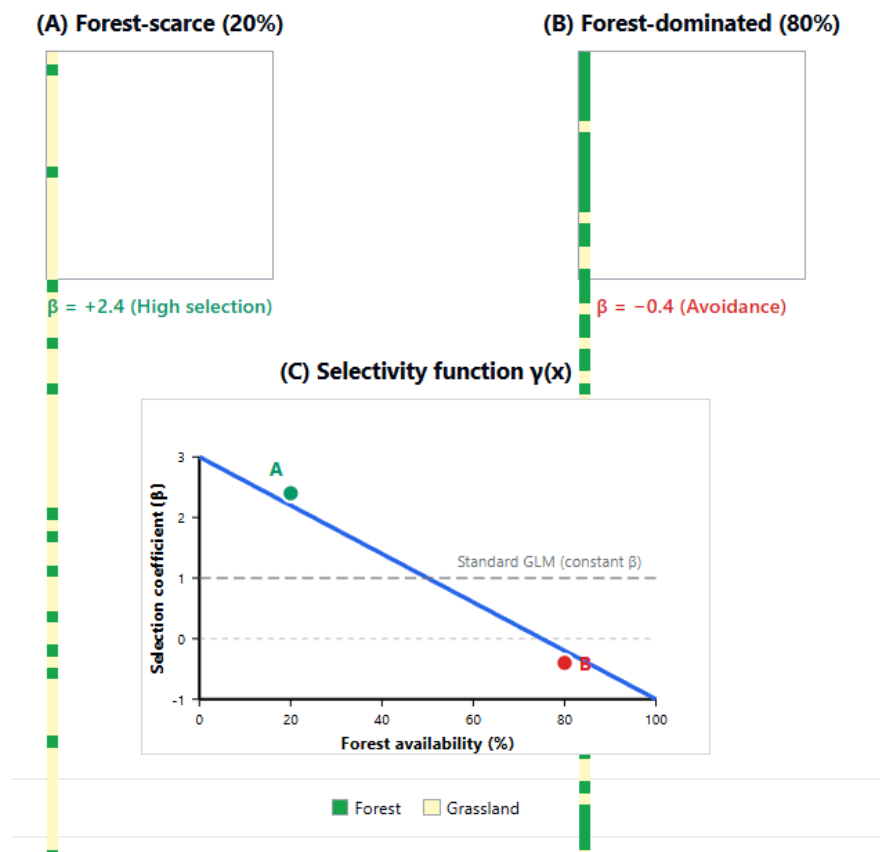 (A) Forest-scarce (20%)
(B) Forest-dominated (80%)
β = +2.4 (High selection)
β = −0.4 (Avoidance)
(C) Selectivity function γ(x)
3
2
1
0
-1
Selection coefficient (β)
A
Standard GLM (constant β)
B
0
20
40
60
80
100
Forest availability (%)
Forest
Grassland